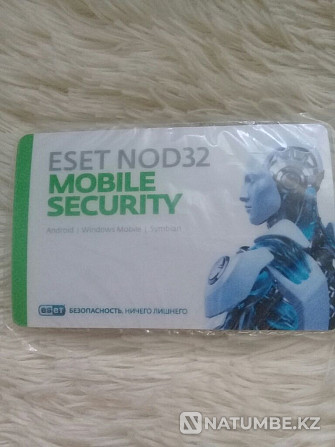 ESET NOD32
MOBILE
SECURITY
Android | Windows Mobile | Symbian
eset БЕЗОПАСНОСТЬ. НИЧЕГО ЛИШНЕГО
NATUMBE.KZ